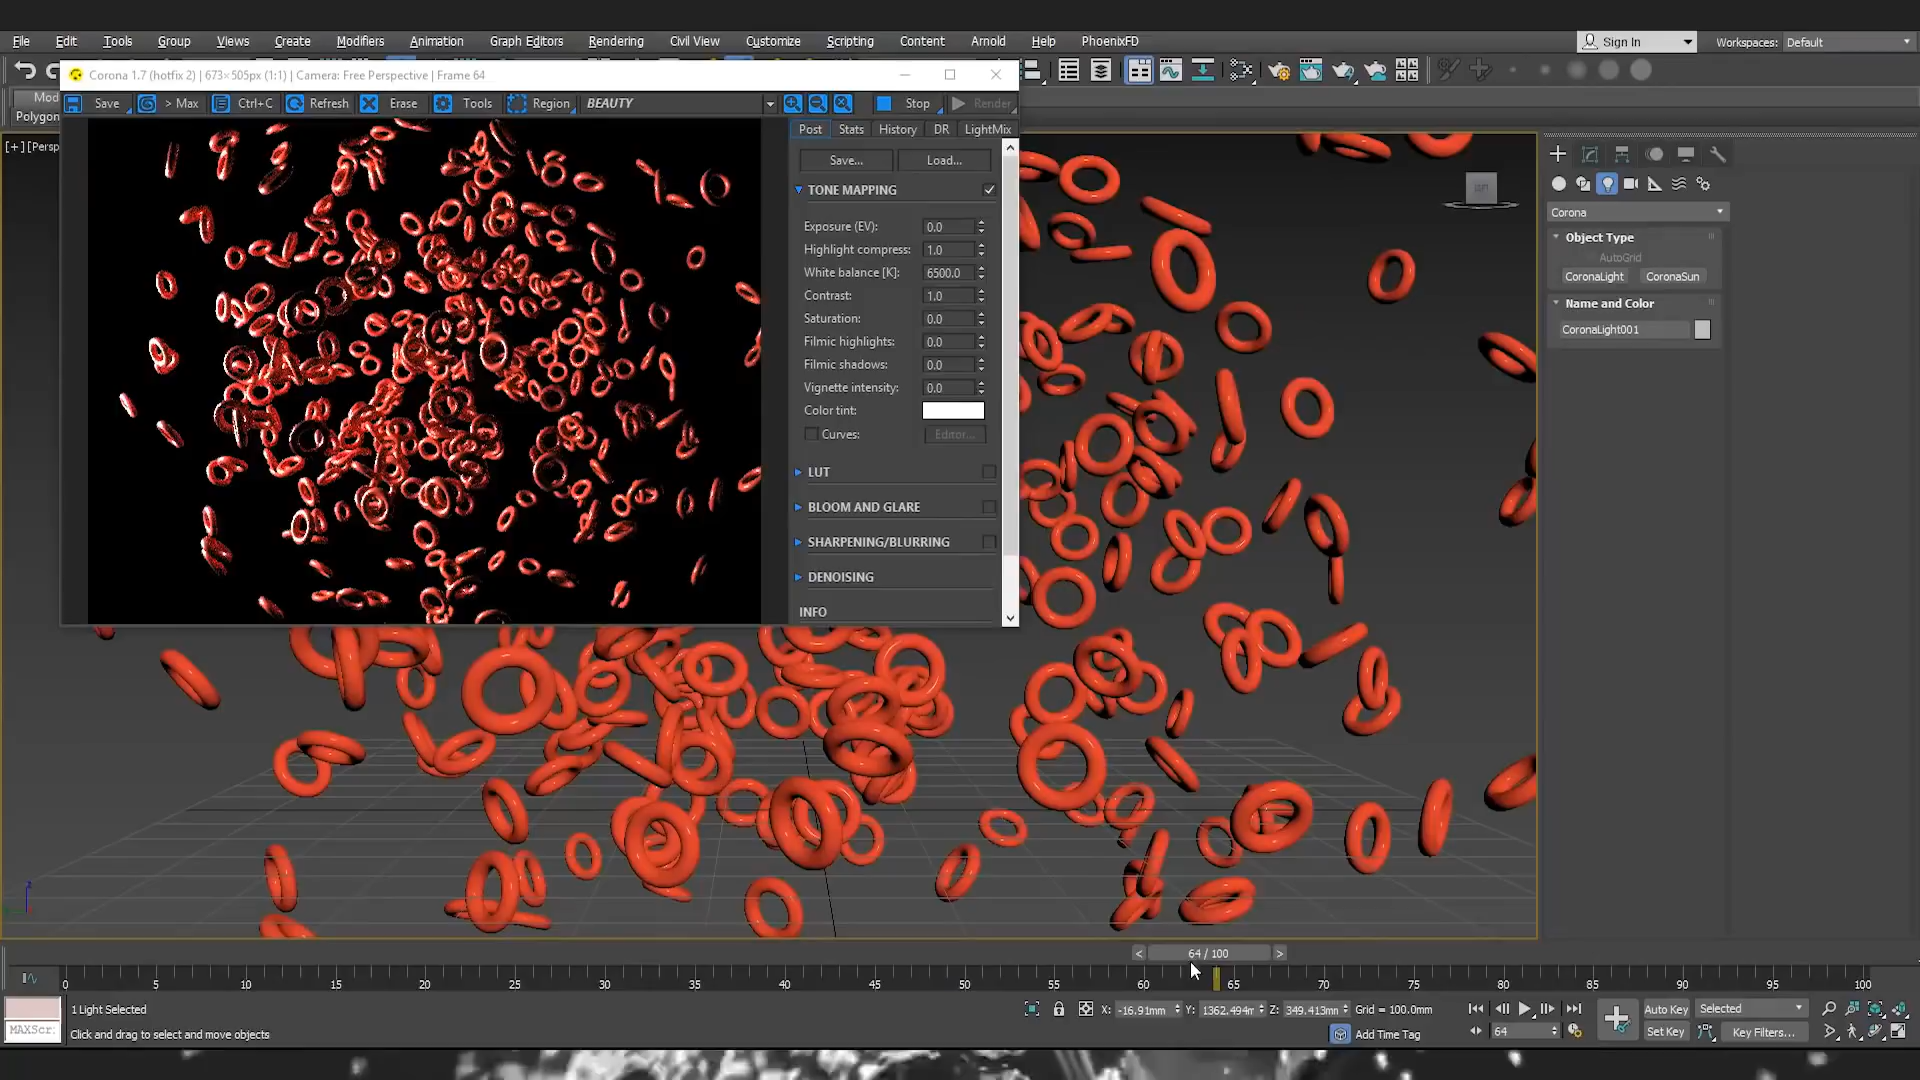 File Edit Tools Group Views Create Modifiers Animation Graph Editors Rendering Civil View Customize Scripting Content Arnold Help PhoenixFD Sign In Workspaces: Default
Corona 1.7 (hotfix 2) | 673×505px (1:1) | Camera: Free Perspective | Frame 64
Save > Max Ctrl+C Refresh Erase Tools Region BEAUTY Stop Render
Mod
Polygon
[+] [Persp
Post Stats History DR LightMix
Save... Load...
TONE MAPPING
Exposure (EV): 0.0
Highlight compress: 1.0
White balance [K]: 6500.0
Contrast: 1.0
Saturation: 0.0
Filmic highlights: 0.0
Filmic shadows: 0.0
Vignette intensity: 0.0
Color tint:
Curves: Editor...
LUT
BLOOM AND GLARE
SHARPENING/BLURRING
DENOISING
INFO
Corona
Object Type
AutoGrid
CoronaLight CoronaSun
Name and Color
CoronaLight001
< 64 / 100 >
0 5 10 15 20 25 30 35 40 45 50 55 60 65 70 75 80 85 90 95 100
1 Light Selected X: -16.91mm Y: 1362.494m Z: 349.413mm Grid = 100.0mm Auto Key Selected
MAXScr: Click and drag to select and move objects Add Time Tag 64 Set Key Key Filters...